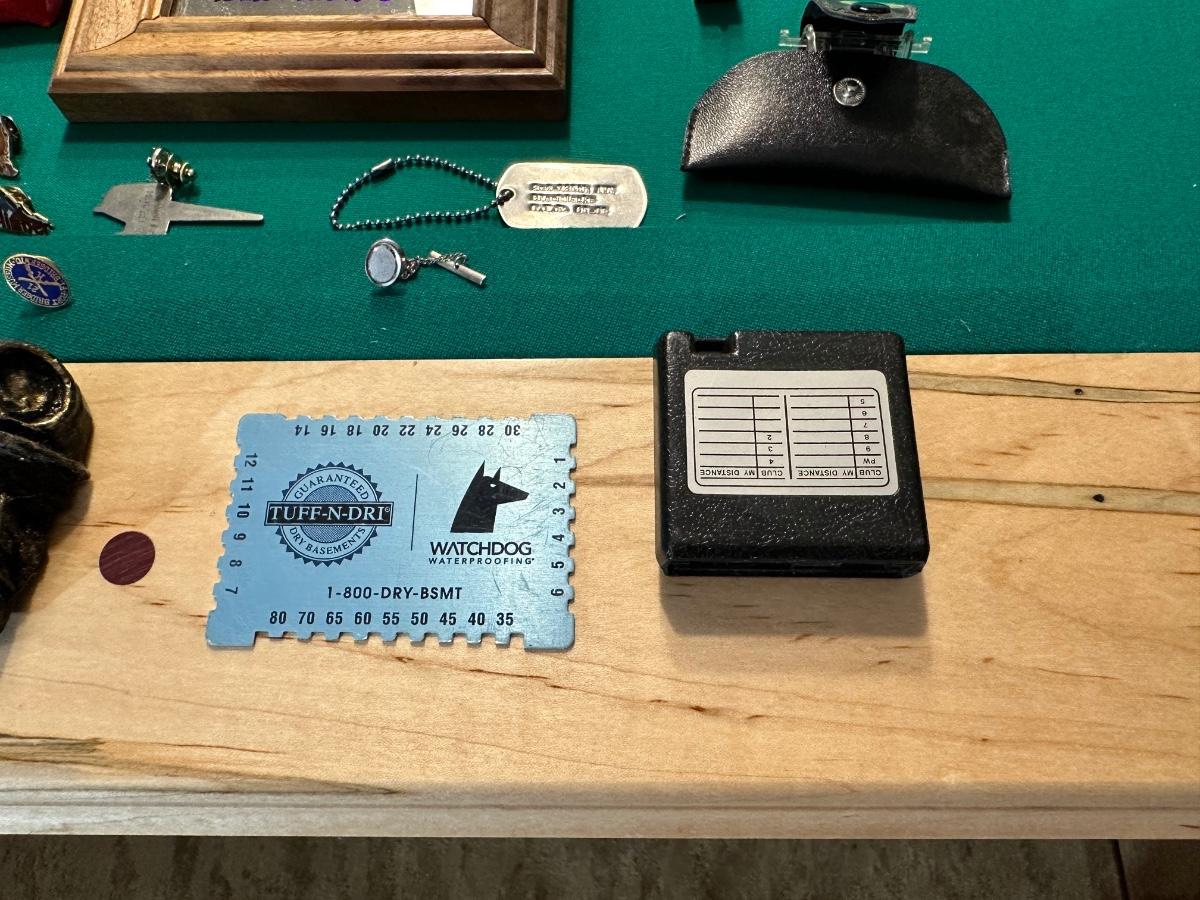 14 16 18 20 22 24 26 28 30
12 11 10 9 8 7
1 2 3 4 5 6
GUARANTEED
TUFF-N-DRI®
DRY BASEMENTS
WATCHDOG
WATERPROOFING
1-800-DRY-BSMT
80 70 65 60 55 50 45 40 35
CLUB MY DISTANCE CLUB MY DISTANCE
PW 4
9 3
8 2
7
6
5